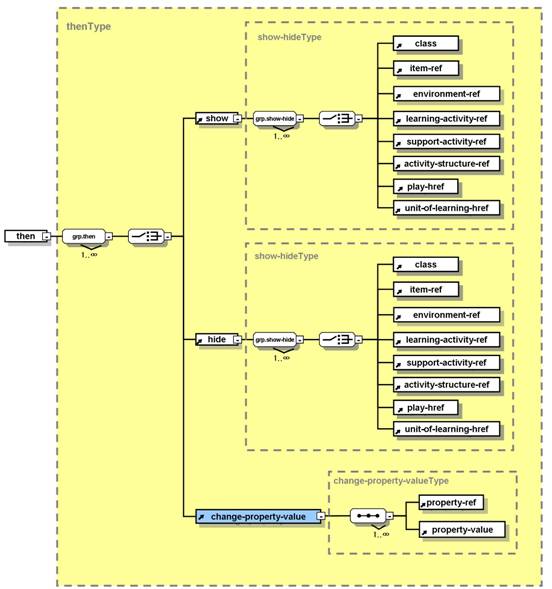 thenType
show-hideType
class
item-ref
environment-ref
show
grp.show-hide
learning-activity-ref
1..∞
support-activity-ref
activity-structure-ref
play-href
unit-of-learning-href
then
grp.then
1..∞
show-hideType
class
item-ref
environment-ref
hide
grp.show-hide
learning-activity-ref
1..∞
support-activity-ref
activity-structure-ref
play-href
unit-of-learning-href
change-property-valueType
property-ref
change-property-value
property-value
1..∞